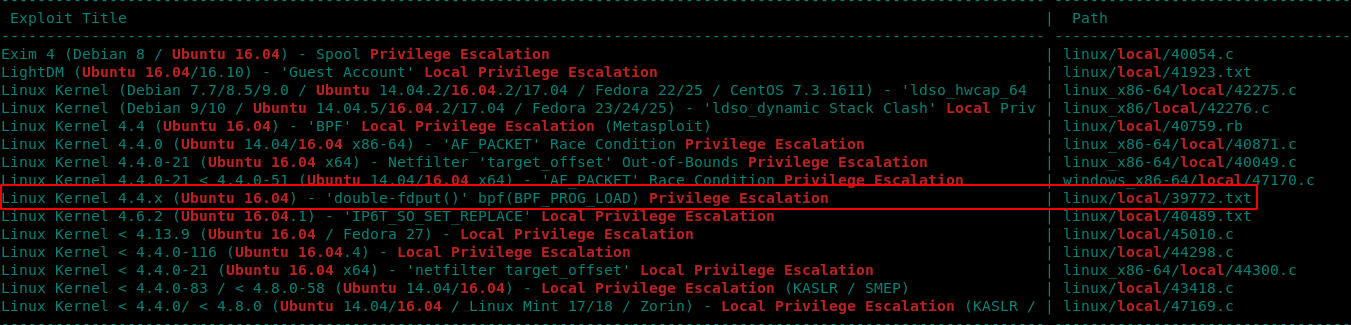 Exploit Title | Path
Exim 4 (Debian 8 / Ubuntu 16.04) - Spool Privilege Escalation | linux/local/40054.c
LightDM (Ubuntu 16.04/16.10) - 'Guest Account' Local Privilege Escalation | linux/local/41923.txt
Linux Kernel (Debian 7.7/8.5/9.0 / Ubuntu 14.04.2/16.04.2/17.04 / Fedora 22/25 / CentOS 7.3.1611) - 'ldso_hwcap_64 | linux_x86-64/local/42275.c
Linux Kernel (Debian 9/10 / Ubuntu 14.04.5/16.04.2/17.04 / Fedora 23/24/25) - 'ldso_dynamic Stack Clash' Local Priv | linux_x86/local/42276.c
Linux Kernel 4.4 (Ubuntu 16.04) - 'BPF' Local Privilege Escalation (Metasploit) | linux/local/40759.rb
Linux Kernel 4.4.0 (Ubuntu 14.04/16.04 x86-64) - 'AF_PACKET' Race Condition Privilege Escalation | linux_x86-64/local/40871.c
Linux Kernel 4.4.0-21 (Ubuntu 16.04 x64) - Netfilter 'target_offset' Out-of-Bounds Privilege Escalation | linux_x86-64/local/40049.c
Linux Kernel 4.4.0-21 < 4.4.0-51 (Ubuntu 14.04/16.04 x64) - 'AF_PACKET' Race Condition Privilege Escalation | windows_x86-64/local/47170.c
Linux Kernel 4.4.x (Ubuntu 16.04) - 'double-fdput()' bpf(BPF_PROG_LOAD) Privilege Escalation | linux/local/39772.txt
Linux Kernel 4.6.2 (Ubuntu 16.04.1) - 'IP6T_SO_SET_REPLACE' Local Privilege Escalation | linux/local/40489.txt
Linux Kernel < 4.13.9 (Ubuntu 16.04 / Fedora 27) - Local Privilege Escalation | linux/local/45010.c
Linux Kernel < 4.4.0-116 (Ubuntu 16.04.4) - Local Privilege Escalation | linux/local/44298.c
Linux Kernel < 4.4.0-21 (Ubuntu 16.04 x64) - 'netfilter target_offset' Local Privilege Escalation | linux_x86-64/local/44300.c
Linux Kernel < 4.4.0-83 / < 4.8.0-58 (Ubuntu 14.04/16.04) - Local Privilege Escalation (KASLR / SMEP) | linux/local/43418.c
Linux Kernel < 4.4.0/ < 4.8.0 (Ubuntu 14.04/16.04 / Linux Mint 17/18 / Zorin) - Local Privilege Escalation (KASLR / | linux/local/47169.c